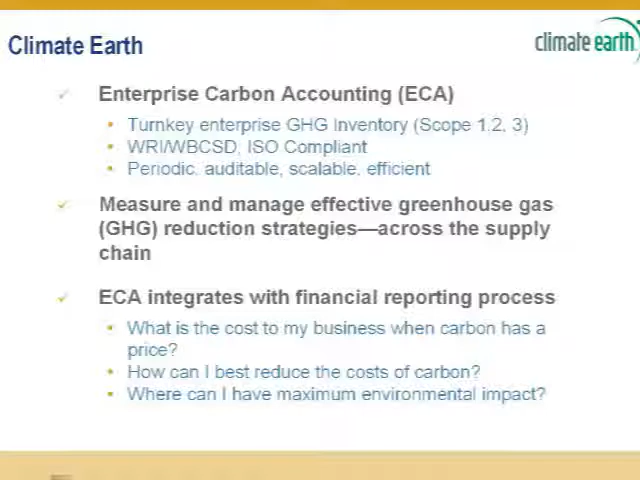 Climate Earth
climate earth
Enterprise Carbon Accounting (ECA)
Turnkey enterprise GHG Inventory (Scope 1.2, 3)
WRI/WBCSD, ISO Compliant
Periodic, auditable, scalable, efficient
Measure and manage effective greenhouse gas
(GHG) reduction strategies—across the supply
chain
ECA integrates with financial reporting process
What is the cost to my business when carbon has a
price?
How can I best reduce the costs of carbon?
Where can I have maximum environmental impact?